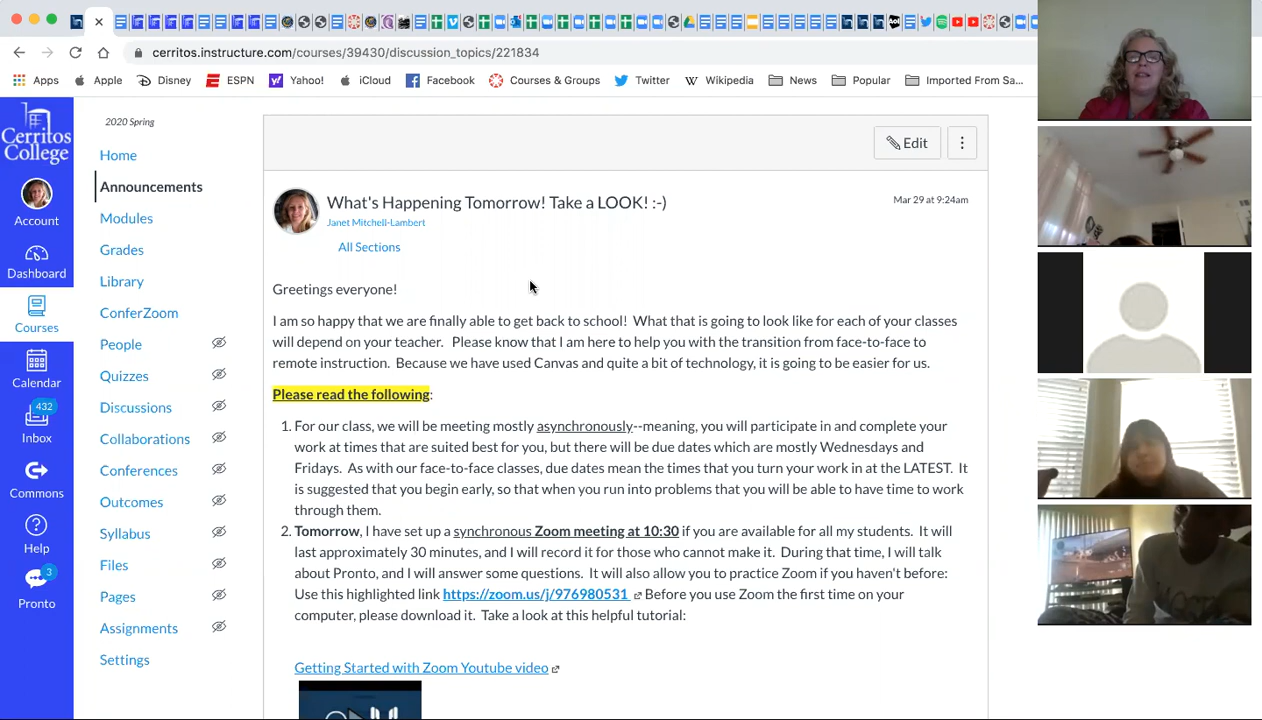 cerritos.instructure.com/courses/39430/discussion_topics/221834
Apps Apple Disney ESPN Yahoo! iCloud Facebook Courses & Groups Twitter Wikipedia News Popular Imported From Sa...
Cerritos
College
Account
Dashboard
Courses
Calendar
432
Inbox
Commons
Help
3
Pronto
2020 Spring
Home
Announcements
Modules
Grades
Library
ConferZoom
People
Quizzes
Discussions
Collaborations
Conferences
Outcomes
Syllabus
Files
Pages
Assignments
Settings
Edit
What's Happening Tomorrow! Take a LOOK! :-)
Mar 29 at 9:24am
Janet Mitchell-Lambert
All Sections
Greetings everyone!
I am so happy that we are finally able to get back to school! What that is going to look like for each of your classes
will depend on your teacher. Please know that I am here to help you with the transition from face-to-face to
remote instruction. Because we have used Canvas and quite a bit of technology, it is going to be easier for us.
Please read the following:
1. For our class, we will be meeting mostly asynchronously--meaning, you will participate in and complete your
work at times that are suited best for you, but there will be due dates which are mostly Wednesdays and
Fridays. As with our face-to-face classes, due dates mean the times that you turn your work in at the LATEST. It
is suggested that you begin early, so that when you run into problems that you will be able to have time to work
through them.
2. Tomorrow, I have set up a synchronous Zoom meeting at 10:30 if you are available for all my students. It will
last approximately 30 minutes, and I will record it for those who cannot make it. During that time, I will talk
about Pronto, and I will answer some questions. It will also allow you to practice Zoom if you haven't before:
Use this highlighted link https://zoom.us/j/976980531 Before you use Zoom the first time on your
computer, please download it. Take a look at this helpful tutorial:
Getting Started with Zoom Youtube video